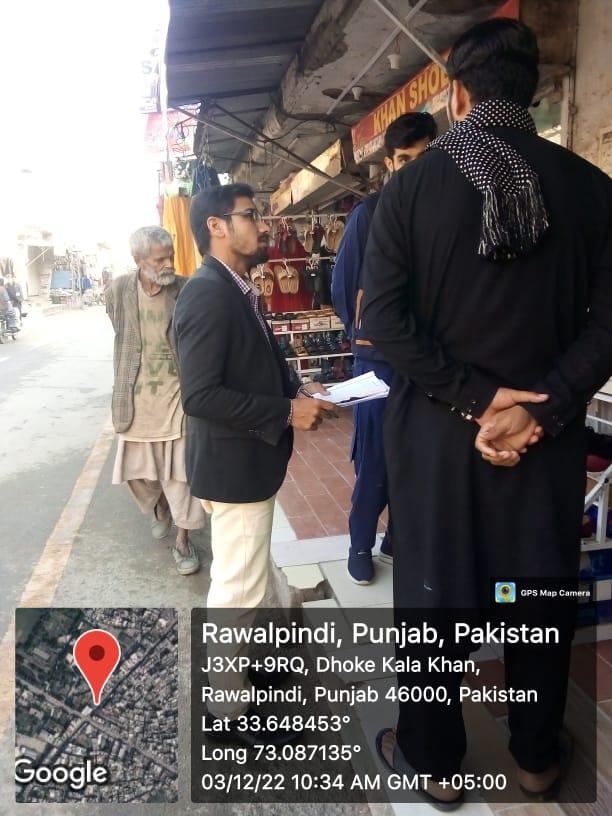 KHAN SHOE
GPS Map Camera
Rawalpindi, Punjab, Pakistan
J3XP+9RQ, Dhoke Kala Khan,
Rawalpindi, Punjab 46000, Pakistan
Lat 33.648453°
Long 73.087135°
03/12/22 10:34 AM GMT +05:00
Google